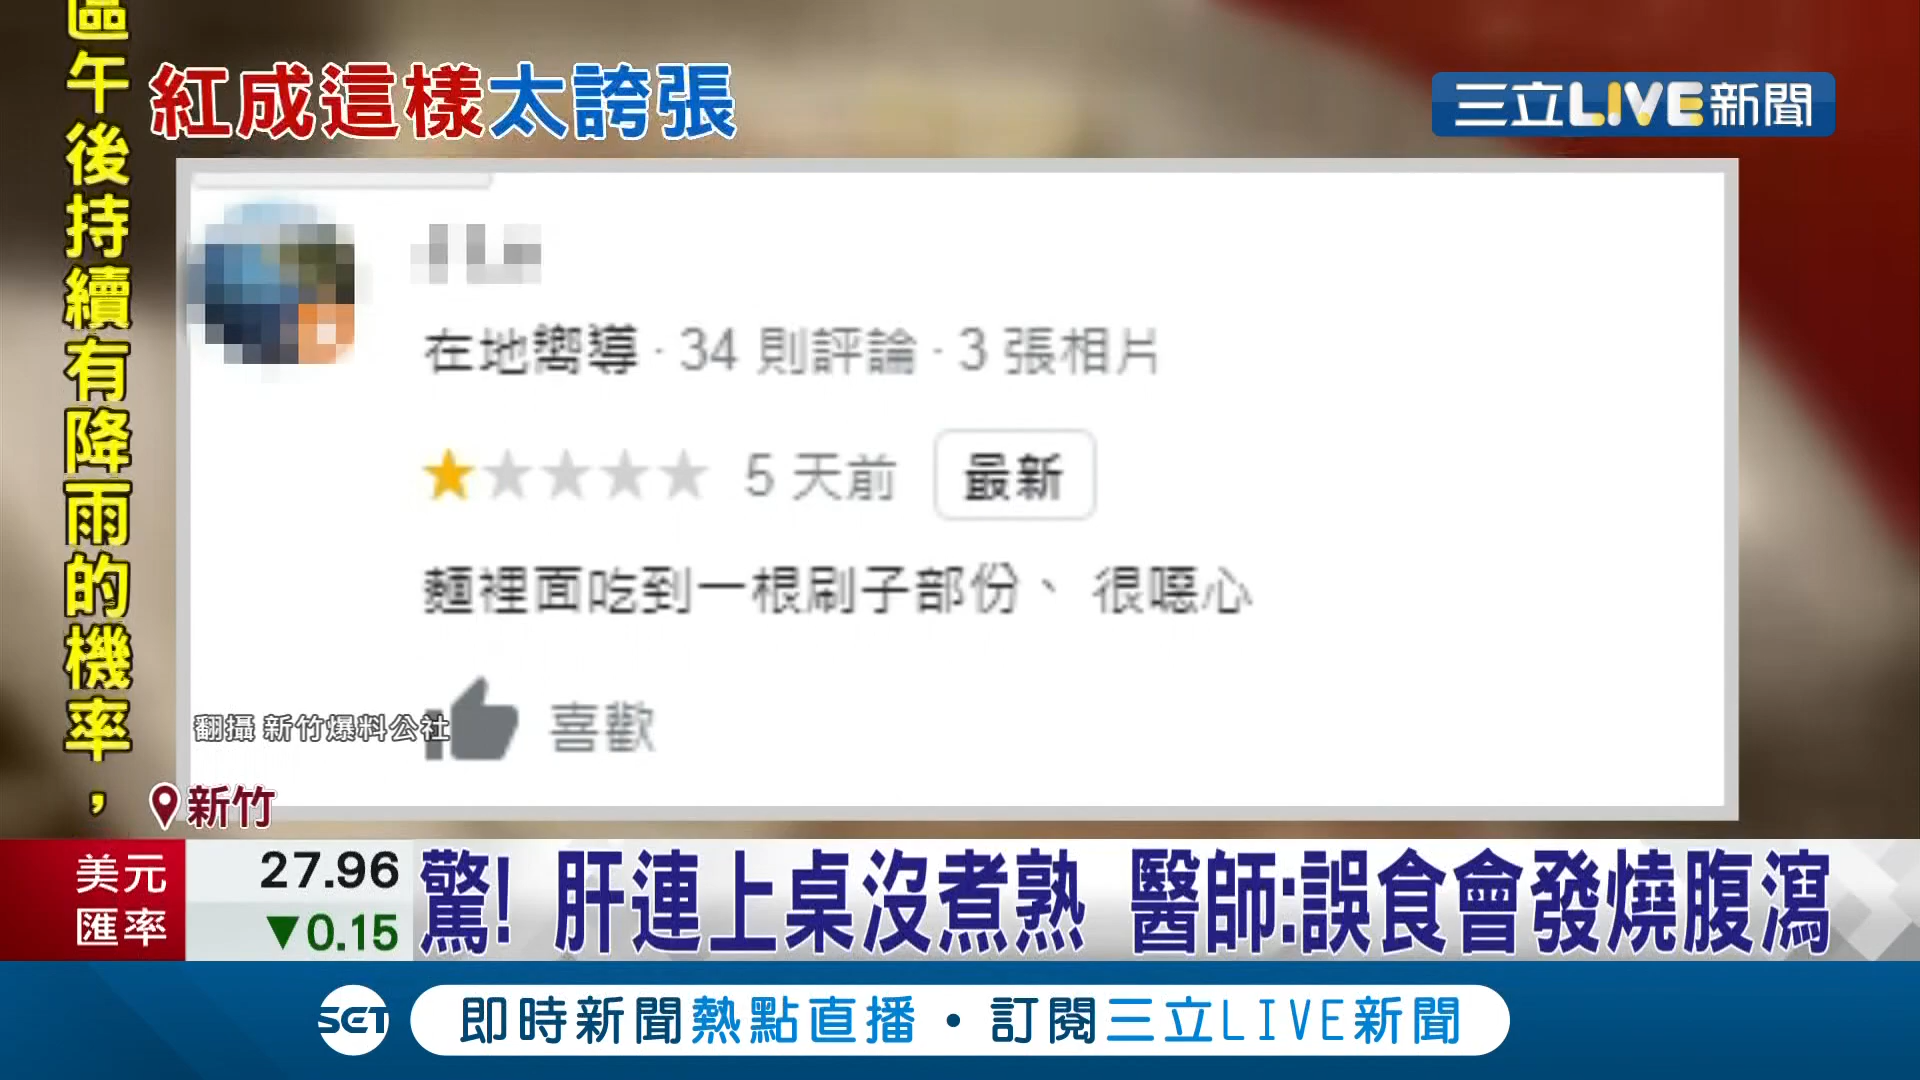 區午後持續有降雨的機率，
紅成這樣太誇張
三立LIVE新聞
在地嚮導·34 則評論·3 張相片
5 天前 最新
麵裡面吃到一根刷子部份、 很噁心
喜歡
翻攝 新竹爆料公社
新竹
美元
匯率
27.96
▼0.15
驚! 肝連上桌沒煮熟 醫師:誤食會發燒腹瀉
SET
即時新聞熱點直播・訂閱三立LIVE新聞